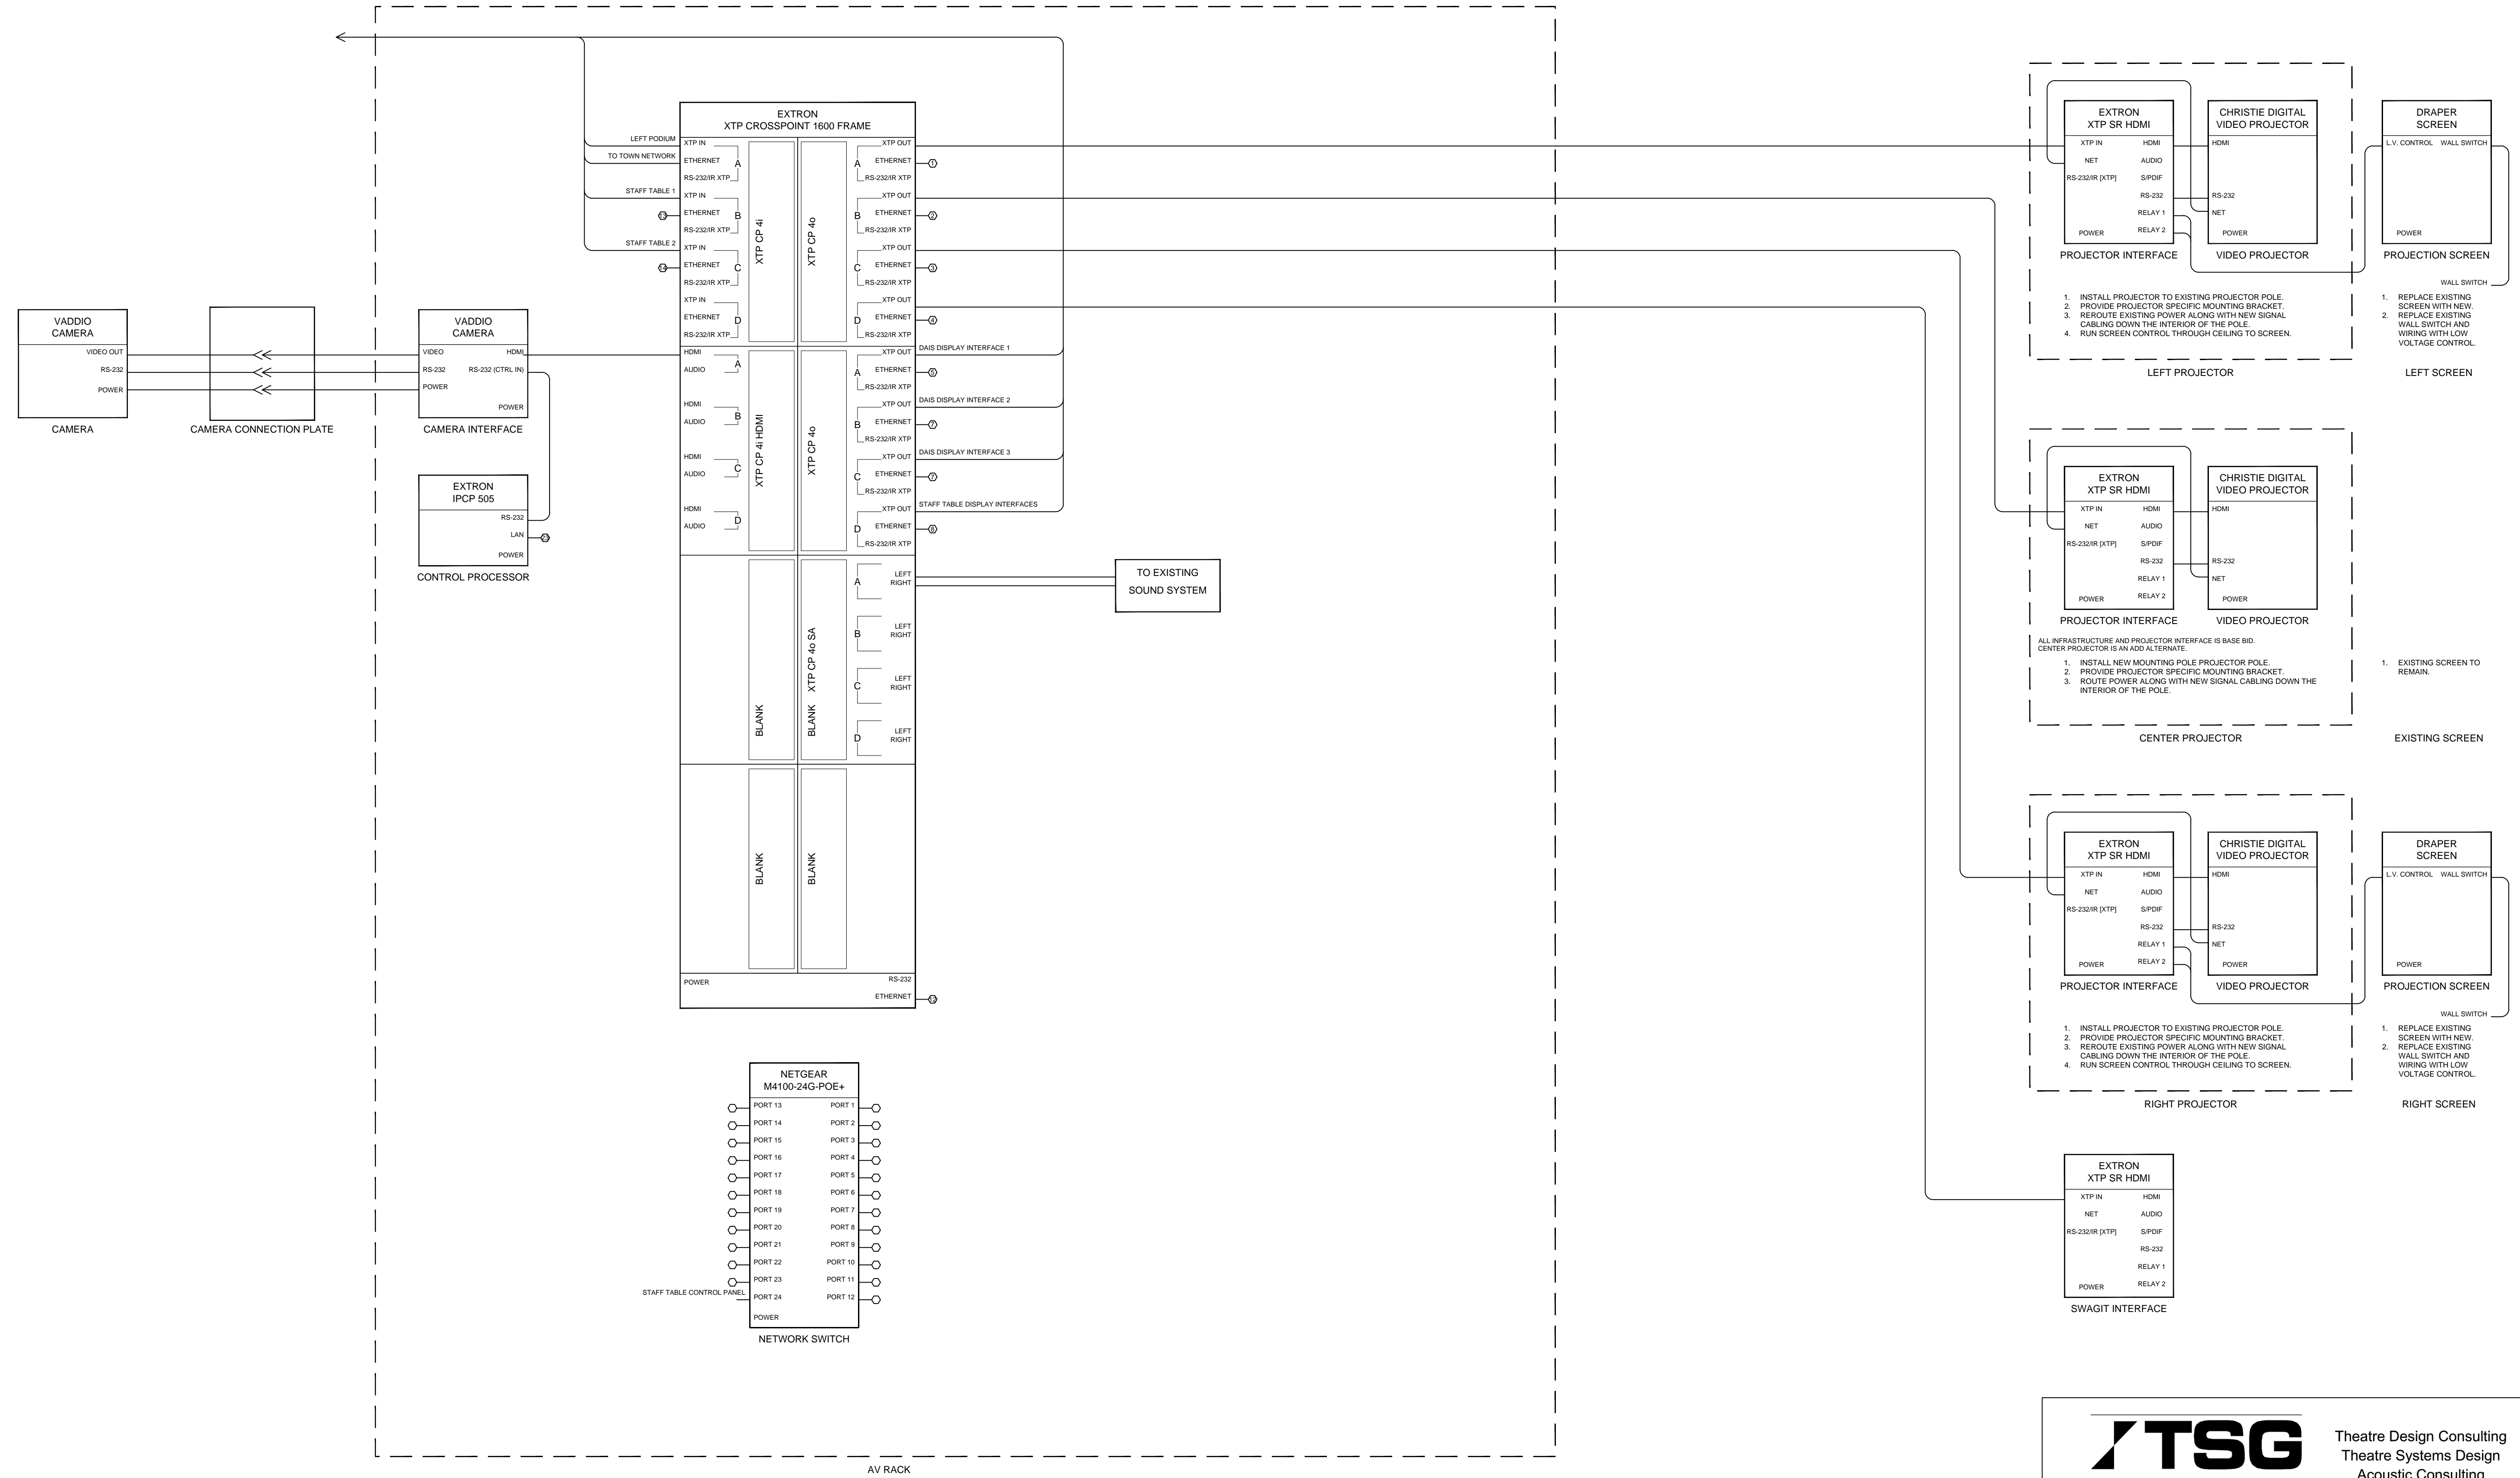 VADDIO
CAMERA
VIDEO OUT
RS-232
POWER
CAMERA
CAMERA CONNECTION PLATE
VADDIO
CAMERA
VIDEO HDMI
RS-232 RS-232 (CTRL IN)
POWER
POWER
CAMERA INTERFACE
EXTRON
IPCP 505
RS-232
LAN
23
POWER
CONTROL PROCESSOR
EXTRON
XTP CROSSPOINT 1600 FRAME
LEFT PODIUM
TO TOWN NETWORK
STAFF TABLE 1
13
STAFF TABLE 2
14
XTP IN
ETHERNET A
RS-232/IR XTP
XTP IN
ETHERNET B
RS-232/IR XTP
XTP IN
ETHERNET C
RS-232/IR XTP
XTP IN
ETHERNET D
RS-232/IR XTP
XTP CP 4i
XTP CP 4o
XTP OUT
A ETHERNET 1
RS-232/IR XTP
XTP OUT
B ETHERNET 2
RS-232/IR XTP
XTP OUT
C ETHERNET 3
RS-232/IR XTP
XTP OUT
D ETHERNET 4
RS-232/IR XTP
HDMI
AUDIO A
HDMI
AUDIO B
HDMI
AUDIO C
HDMI
AUDIO D
XTP CP 4i HDMI
XTP CP 4o
XTP OUT DAIS DISPLAY INTERFACE 1
A ETHERNET 5
RS-232/IR XTP
XTP OUT DAIS DISPLAY INTERFACE 2
B ETHERNET 7
RS-232/IR XTP
XTP OUT DAIS DISPLAY INTERFACE 3
C ETHERNET 7
RS-232/IR XTP
XTP OUT STAFF TABLE DISPLAY INTERFACES
D ETHERNET 8
RS-232/IR XTP
BLANK
BLANK XTP CP 4o SA
A LEFT
RIGHT
B LEFT
RIGHT
C LEFT
RIGHT
D LEFT
RIGHT
TO EXISTING
SOUND SYSTEM
BLANK
BLANK
POWER RS-232
ETHERNET 12
NETGEAR
M4100-24G-POE+
PORT 13 PORT 1
PORT 14 PORT 2
PORT 15 PORT 3
PORT 16 PORT 4
PORT 17 PORT 5
PORT 18 PORT 6
PORT 19 PORT 7
PORT 20 PORT 8
PORT 21 PORT 9
PORT 22 PORT 10
PORT 23 PORT 11
STAFF TABLE CONTROL PANEL
PORT 24 PORT 12
POWER
NETWORK SWITCH
AV RACK
EXTRON
XTP SR HDMI
XTP IN HDMI
NET AUDIO
RS-232/IR [XTP] S/PDIF
RS-232
RELAY 1
POWER RELAY 2
PROJECTOR INTERFACE
CHRISTIE DIGITAL
VIDEO PROJECTOR
HDMI
RS-232
NET
POWER
VIDEO PROJECTOR
1. INSTALL PROJECTOR TO EXISTING PROJECTOR POLE.
2. PROVIDE PROJECTOR SPECIFIC MOUNTING BRACKET.
3. REROUTE EXISTING POWER ALONG WITH NEW SIGNAL
CABLING DOWN THE INTERIOR OF THE POLE.
4. RUN SCREEN CONTROL THROUGH CEILING TO SCREEN.
LEFT PROJECTOR
DRAPER
SCREEN
L.V. CONTROL WALL SWITCH
POWER
PROJECTION SCREEN
WALL SWITCH
1. REPLACE EXISTING
SCREEN WITH NEW.
2. REPLACE EXISTING
WALL SWITCH AND
WIRING WITH LOW
VOLTAGE CONTROL.
LEFT SCREEN
EXTRON
XTP SR HDMI
XTP IN HDMI
NET AUDIO
RS-232/IR [XTP] S/PDIF
RS-232
RELAY 1
POWER RELAY 2
PROJECTOR INTERFACE
CHRISTIE DIGITAL
VIDEO PROJECTOR
HDMI
RS-232
NET
POWER
VIDEO PROJECTOR
ALL INFRASTRUCTURE AND PROJECTOR INTERFACE IS BASE BID.
CENTER PROJECTOR IS AN ADD ALTERNATE.
1. INSTALL NEW MOUNTING POLE PROJECTOR POLE.
2. PROVIDE PROJECTOR SPECIFIC MOUNTING BRACKET.
3. ROUTE POWER ALONG WITH NEW SIGNAL CABLING DOWN THE
INTERIOR OF THE POLE.
CENTER PROJECTOR
1. EXISTING SCREEN TO
REMAIN.
EXISTING SCREEN
EXTRON
XTP SR HDMI
XTP IN HDMI
NET AUDIO
RS-232/IR [XTP] S/PDIF
RS-232
RELAY 1
POWER RELAY 2
PROJECTOR INTERFACE
CHRISTIE DIGITAL
VIDEO PROJECTOR
HDMI
RS-232
NET
POWER
VIDEO PROJECTOR
1. INSTALL PROJECTOR TO EXISTING PROJECTOR POLE.
2. PROVIDE PROJECTOR SPECIFIC MOUNTING BRACKET.
3. REROUTE EXISTING POWER ALONG WITH NEW SIGNAL
CABLING DOWN THE INTERIOR OF THE POLE.
4. RUN SCREEN CONTROL THROUGH CEILING TO SCREEN.
RIGHT PROJECTOR
DRAPER
SCREEN
L.V. CONTROL WALL SWITCH
POWER
PROJECTION SCREEN
WALL SWITCH
1. REPLACE EXISTING
SCREEN WITH NEW.
2. REPLACE EXISTING
WALL SWITCH AND
WIRING WITH LOW
VOLTAGE CONTROL.
RIGHT SCREEN
EXTRON
XTP SR HDMI
XTP IN HDMI
NET AUDIO
RS-232/IR [XTP] S/PDIF
RS-232
RELAY 1
POWER RELAY 2
SWAGIT INTERFACE
TSG
Theatre Design Consulting
Theatre Systems Design
Acoustic Consulting